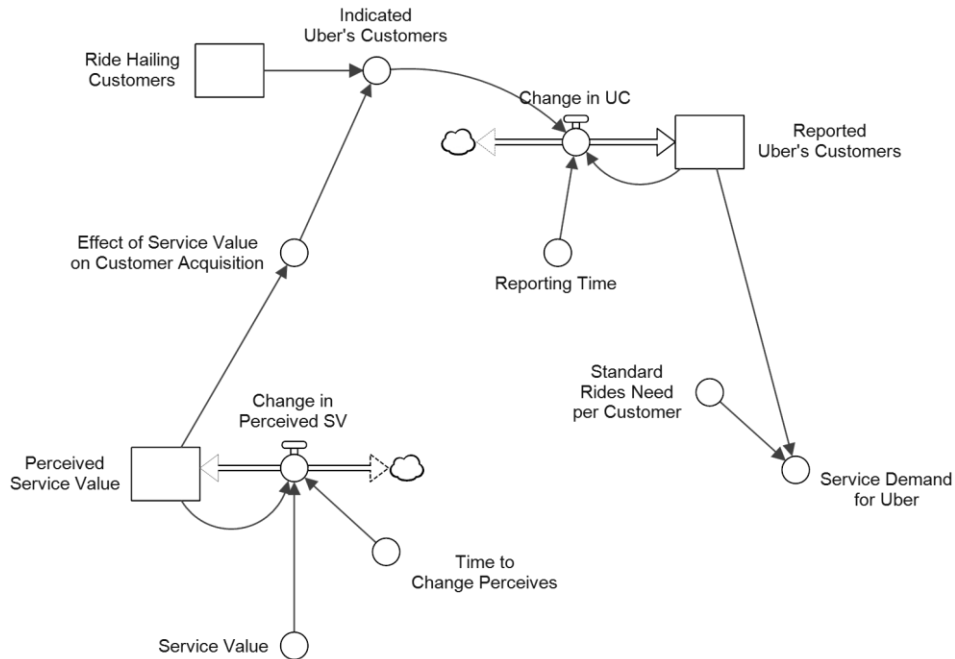 Indicated
Uber's Customers
Ride Hailing
Customers
Change in UC
Reported
Uber's Customers
Effect of Service Value
on Customer Acquisition
Reporting Time
Standard
Rides Need
per Customer
Change in
Perceived SV
Perceived
Service Value
Service Demand
for Uber
Time to
Change Perceives
Service Value